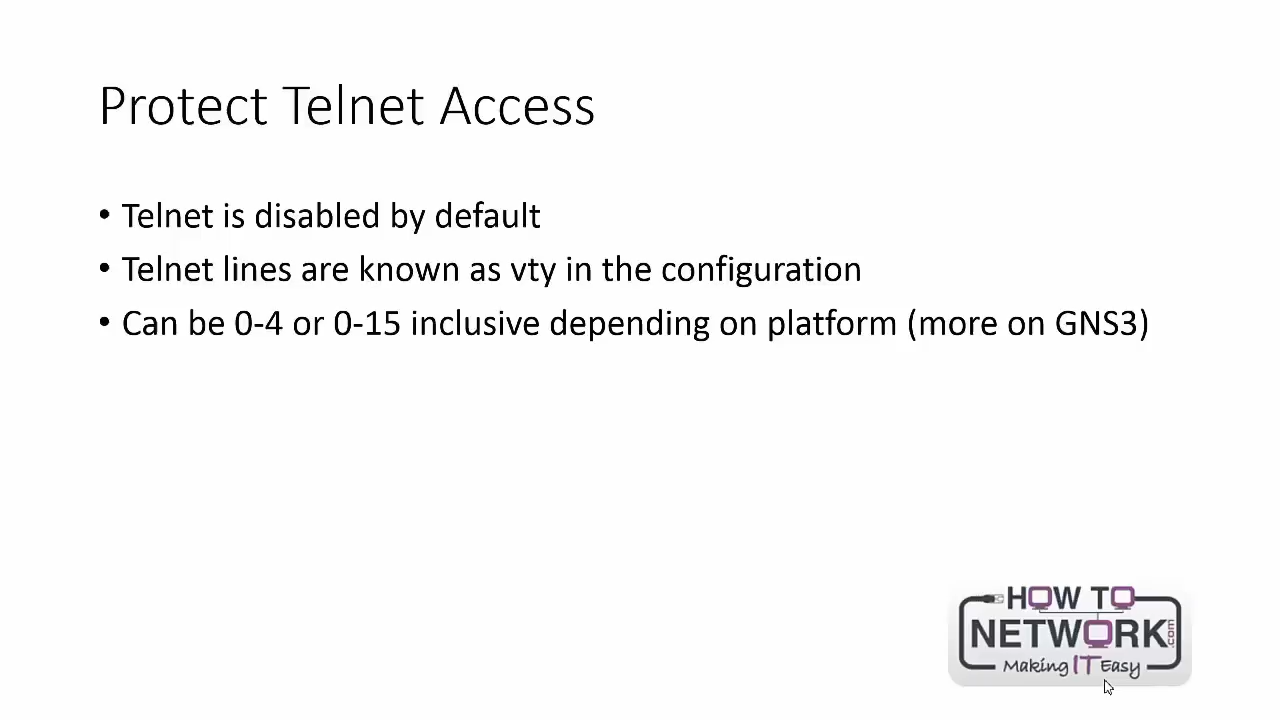 Protect Telnet Access
• Telnet is disabled by default
• Telnet lines are known as vty in the configuration
• Can be 0-4 or 0-15 inclusive depending on platform (more on GNS3)
HOW TO
NETWORK.com
Making IT Easy